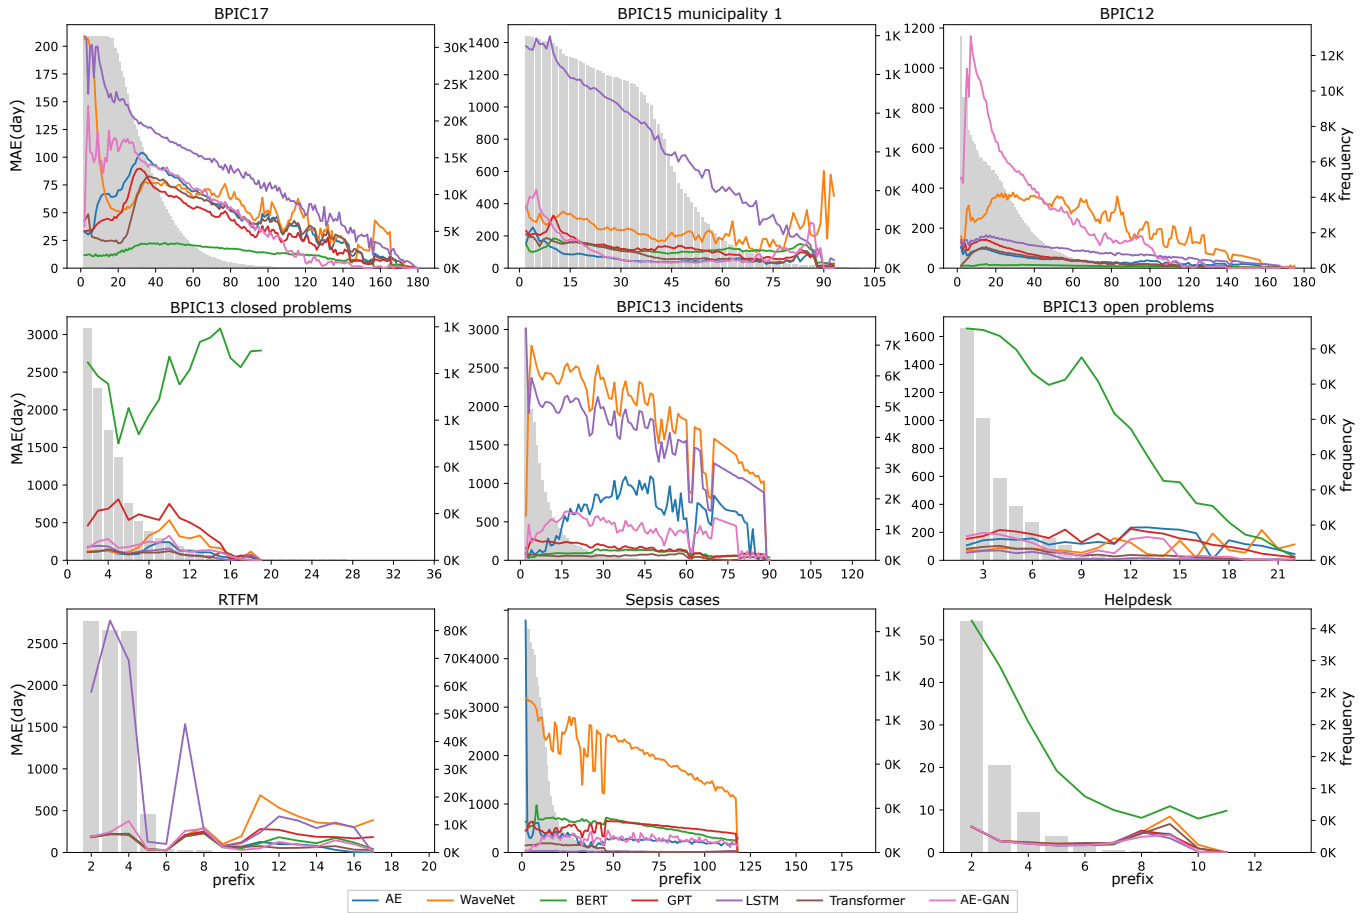 BPIC17
BPIC15 municipality 1
BPIC12
MAE(day)
200
175
150
125
100
75
50
25
0
30K
25K
20K
15K
10K
5K
0K
0 20 40 60 80 100 120 140 160 180
1400
1200
1000
800
600
400
200
0
1K
1K
1K
1K
0K
0K
0K
0 15 30 45 60 75 90 105
1200
1000
800
600
400
200
0
12K
10K
8K
6K
4K
2K
0K
frequency
0 20 40 60 80 100 120 140 160 180
BPIC13 closed problems
BPIC13 incidents
BPIC13 open problems
MAE(day)
3000
2500
2000
1500
1000
500
0
1K
1K
1K
0K
0K
0K
0 4 8 12 16 20 24 28 32 36
3000
2500
2000
1500
1000
500
0
7K
6K
5K
4K
3K
2K
1K
0K
15 30 45 60 75 90 105 120
1600
1400
1200
1000
800
600
400
200
0
0K
0K
0K
0K
0K
0K
0K
frequency
3 6 9 12 15 18 21
RTFM
Sepsis cases
Helpdesk
MAE(day)
2500
2000
1500
1000
500
0
80K
70K
60K
50K
40K
30K
20K
10K
0K
2 4 6 8 10 12 14 16 18 20
prefix
5000
4000
3000
2000
1000
0
1K
1K
1K
0K
0K
0K
0 25 50 75 100 125 150 175
prefix
50
40
30
20
10
0
4K
3K
2K
2K
2K
1K
0K
0K
frequency
2 4 6 8 10 12
prefix
AE WaveNet BERT GPT LSTM Transformer AE-GAN